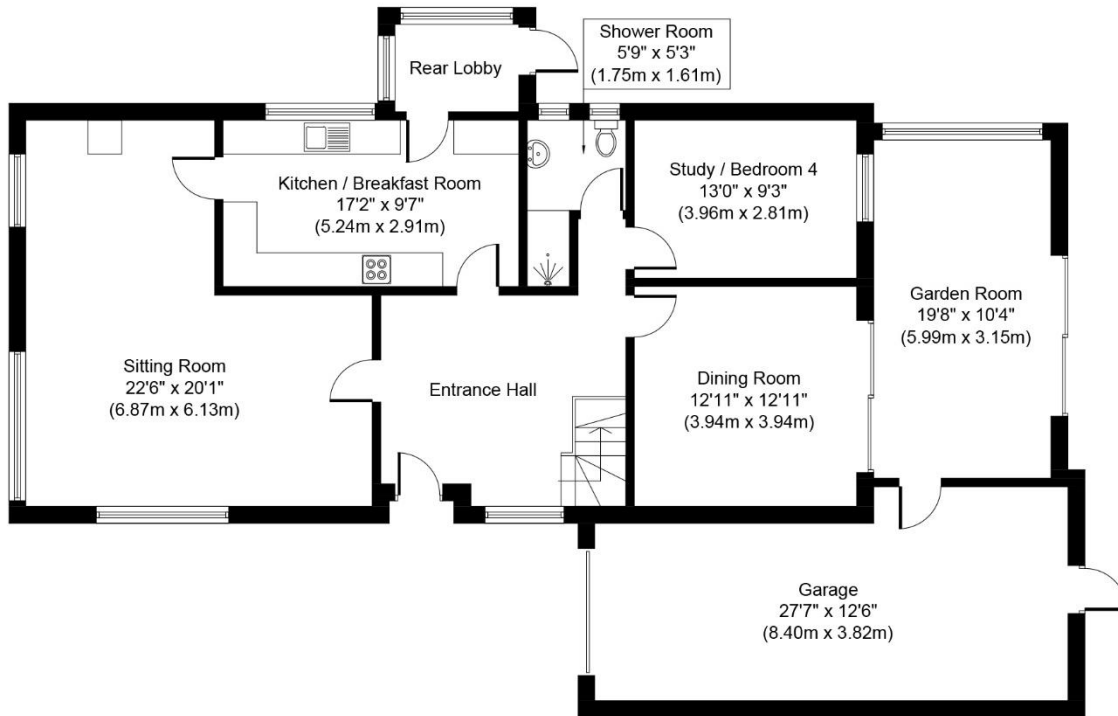 Shower Room
5'9" x 5'3"
(1.75m x 1.61m)
Rear Lobby
Kitchen / Breakfast Room
17'2" x 9'7"
(5.24m x 2.91m)
Study / Bedroom 4
13'0" x 9'3"
(3.96m x 2.81m)
Garden Room
19'8" x 10'4"
(5.99m x 3.15m)
Sitting Room
22'6" x 20'1"
(6.87m x 6.13m)
Entrance Hall
Dining Room
12'11" x 12'11"
(3.94m x 3.94m)
Garage
27'7" x 12'6"
(8.40m x 3.82m)